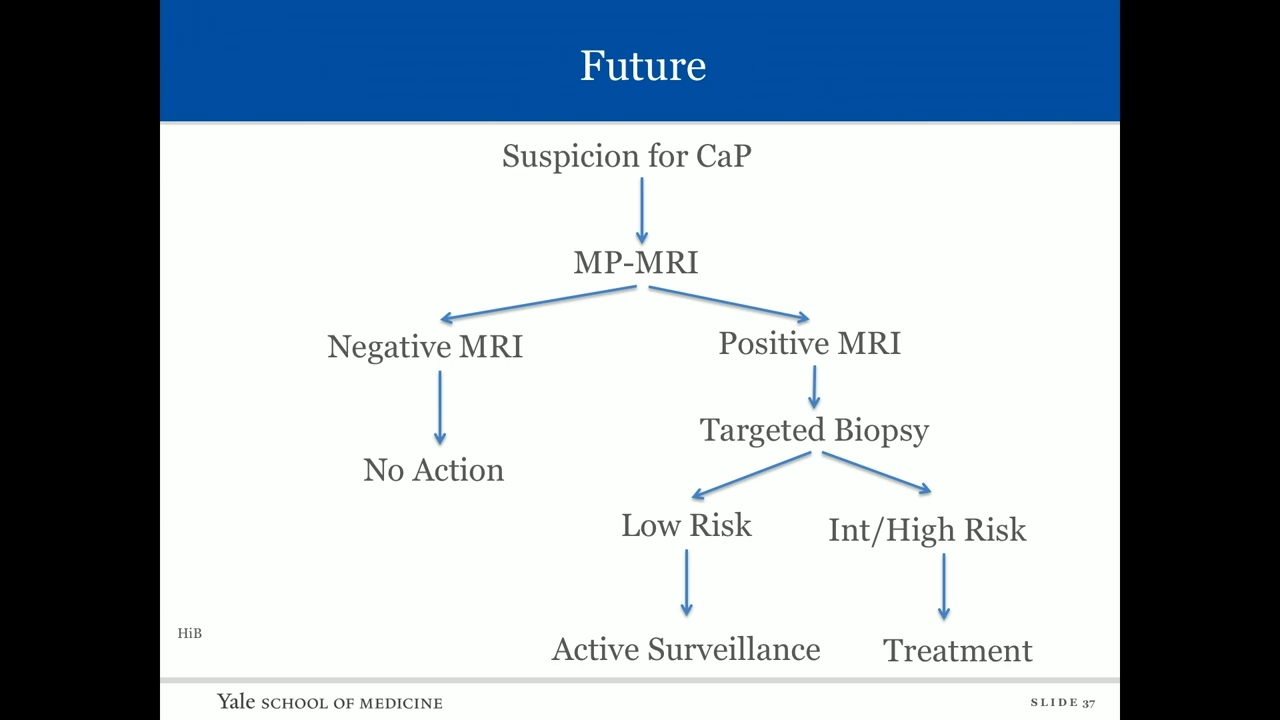 Future
Suspicion for CaP
MP-MRI
Negative MRI
Positive MRI
Targeted Biopsy
No Action
Low Risk
Int/High Risk
HiB
Active Surveillance
Treatment
Yale SCHOOL OF MEDICINE
SLIDE 37